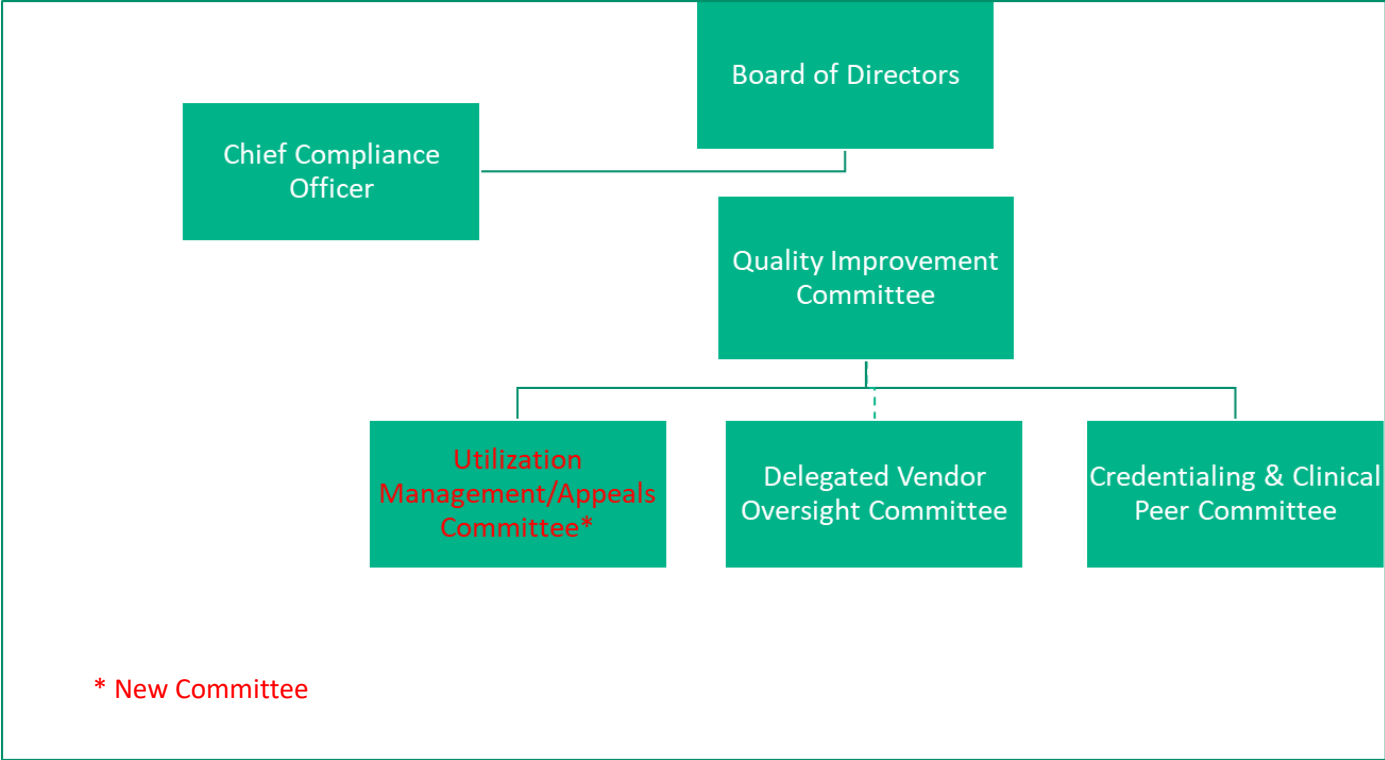 Board of Directors
Chief Compliance
Officer
Quality Improvement
Committee
Utilization
Management/Appeals
Committee*
Delegated Vendor
Oversight Committee
Credentialing & Clinical
Peer Committee
* New Committee